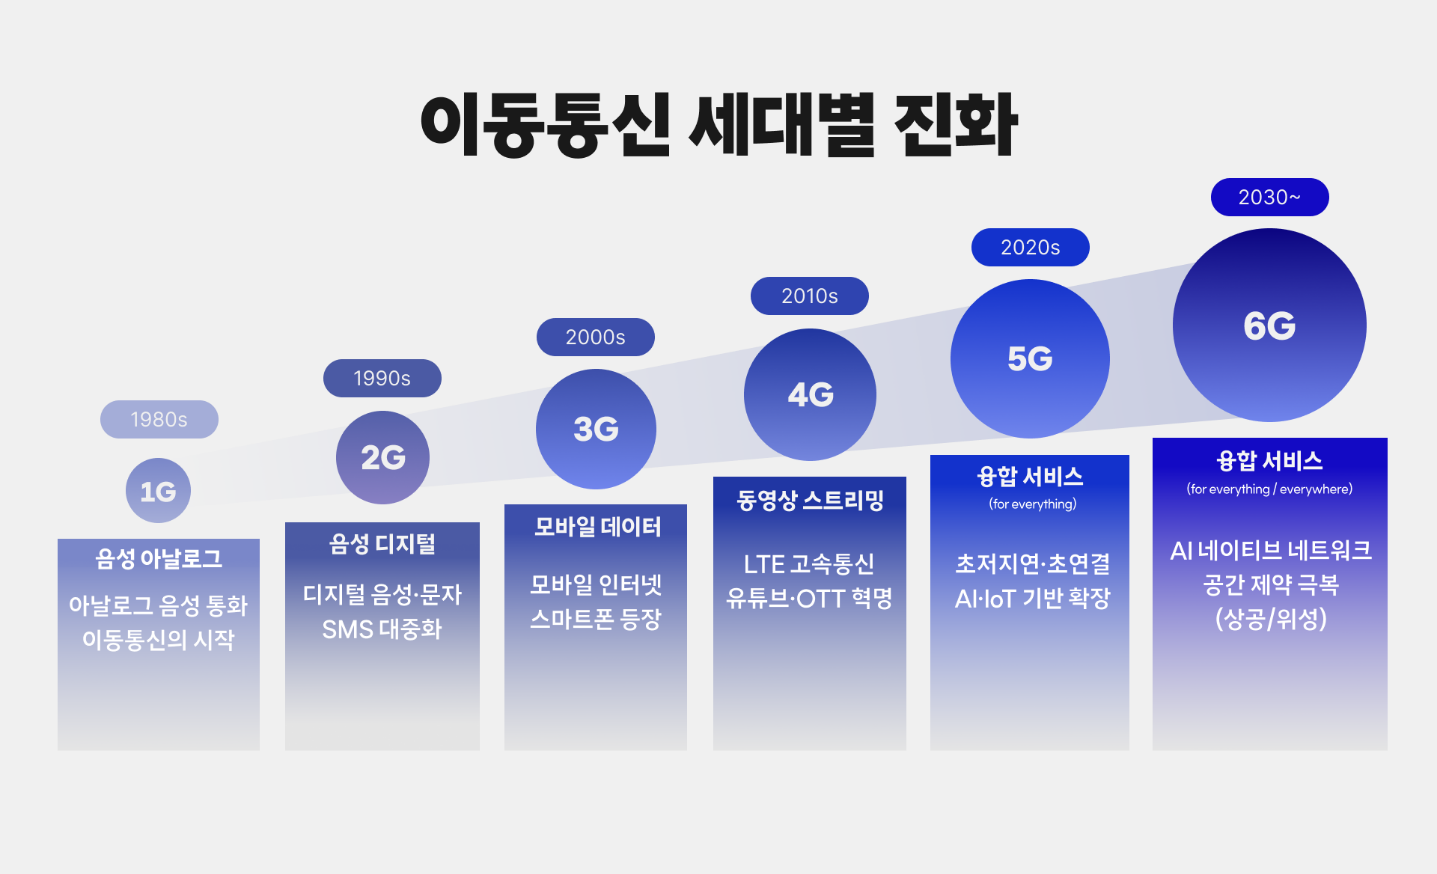 이동통신 세대별 진화
1980s
1G
음성 아날로그
아날로그 음성 통화
이동통신의 시작
1990s
2G
음성 디지털
디지털 음성·문자
SMS 대중화
2000s
3G
모바일 데이터
모바일 인터넷
스마트폰 등장
2010s
4G
동영상 스트리밍
LTE 고속통신
유튜브·OTT 혁명
2020s
5G
융합 서비스
(for everything)
초저지연·초연결
AI·IoT 기반 확장
2030~
6G
융합 서비스
(for everything / everywhere)
AI 네이티브 네트워크
공간 제약 극복
(상공/위성)